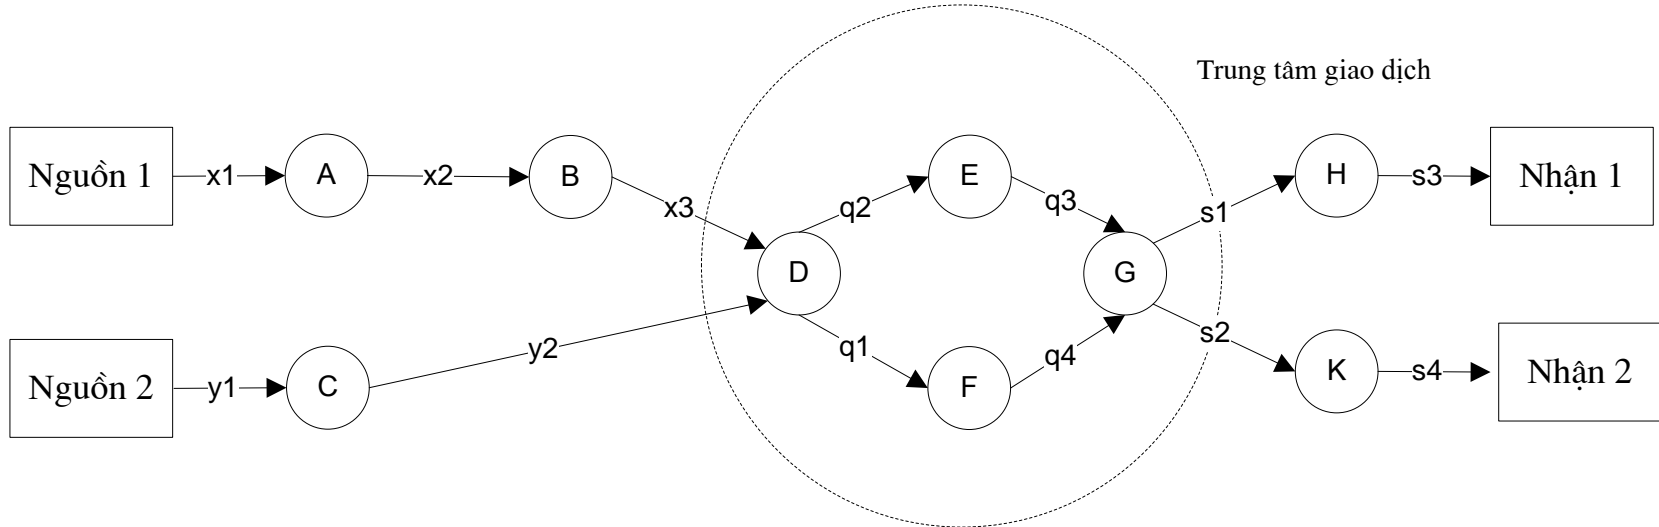 Trung tâm giao dịch
Nguồn 1
x1
A
x2
B
x3
D
q2
E
q3
G
s1
H
s3
Nhận 1
Nguồn 2
y1
C
y2
q1
F
q4
s2
K
s4
Nhận 2